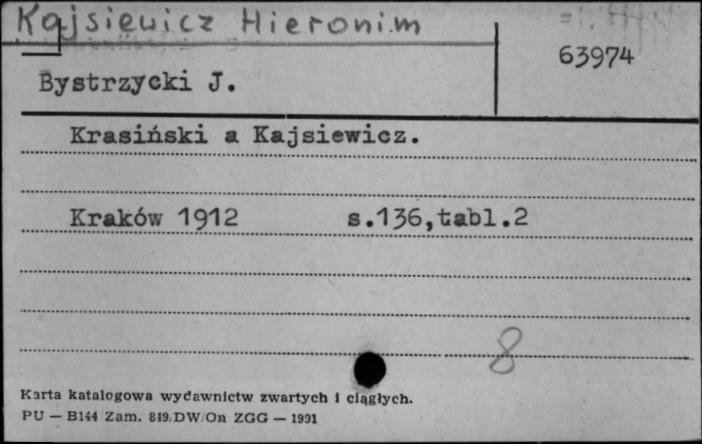 Kajsiewicz Hieronim
63974
Bystrzycki J.
Krasiński a Kajsiewicz.
Kraków 1912 s.136,tabl.2
8
Karta katalogowa wydawnictw zwartych i ciągłych.
PU — B144 Zam. 849/DW/On ZGG — 1991